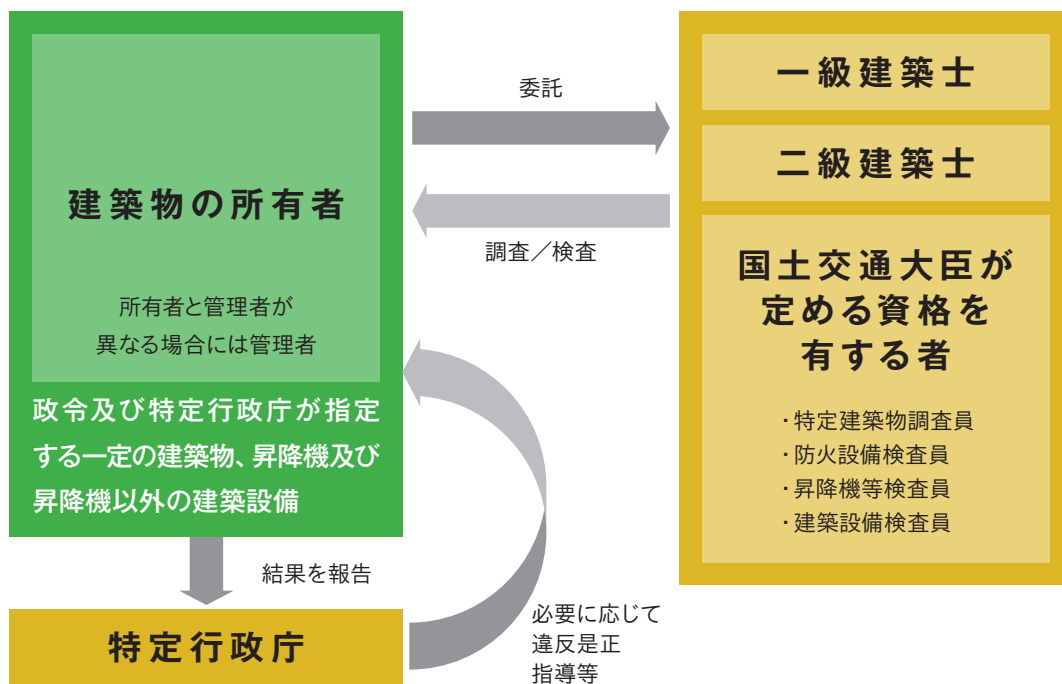 建築物の所有者
所有者と管理者が
異なる場合には管理者
政令及び特定行政庁が指定
する一定の建築物、昇降機及び
昇降機以外の建築設備
委託
調査／検査
一級建築士
二級建築士
国土交通大臣が
定める資格を
有する者
・特定建築物調査員
・防火設備検査員
・昇降機等検査員
・建築設備検査員
結果を報告
特定行政庁
必要に応じて
違反是正
指導等